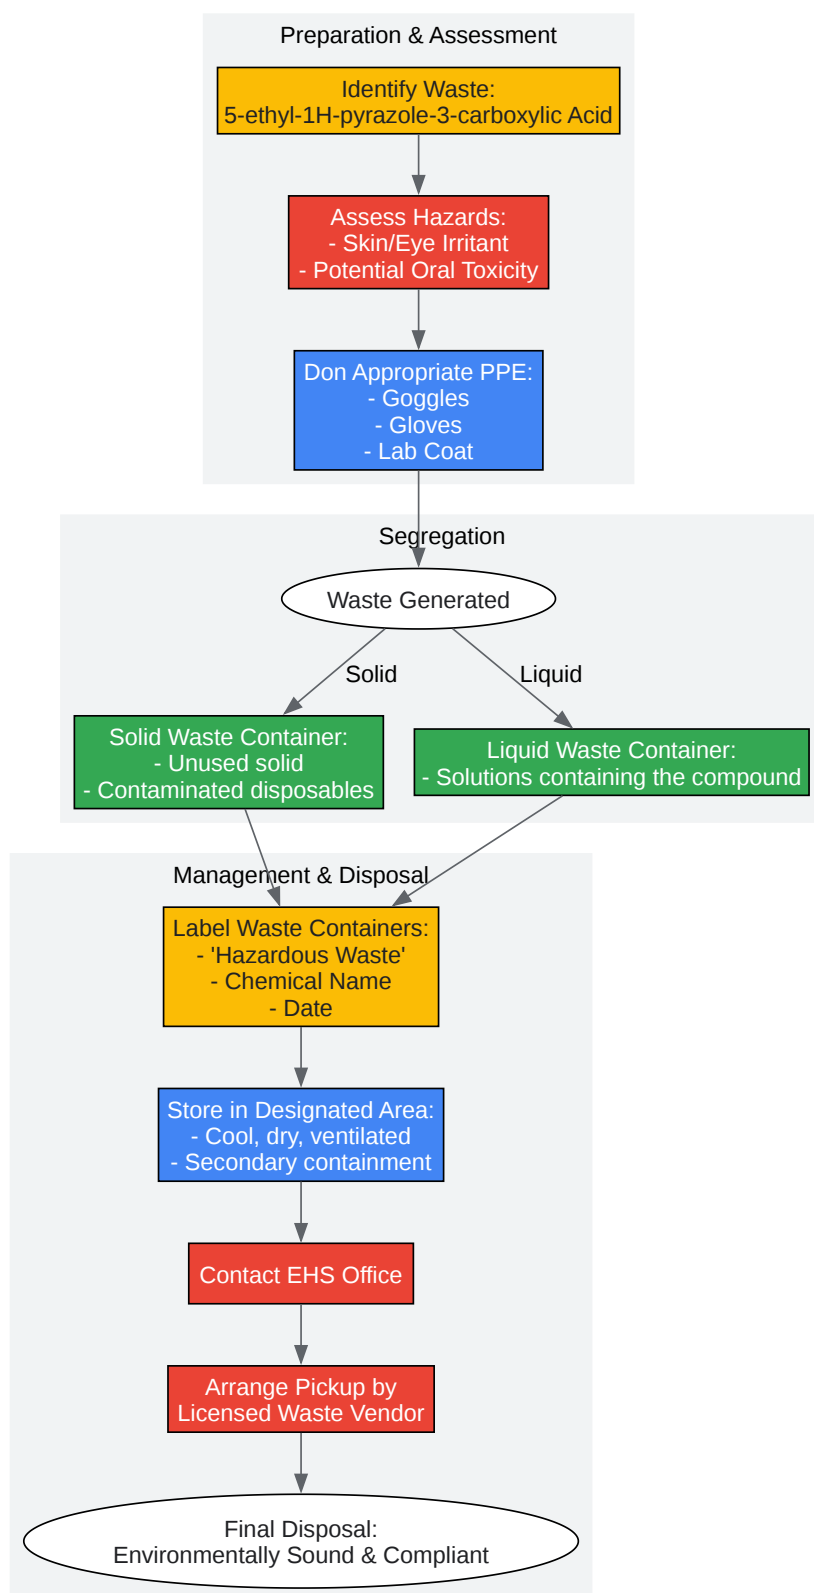 Preparation & Assessment
Identify Waste:
5-ethyl-1H-pyrazole-3-carboxylic Acid
Assess Hazards:
- Skin/Eye Irritant
- Potential Oral Toxicity
Don Appropriate PPE:
- Goggles
- Gloves
- Lab Coat
Segregation
Waste Generated
Solid
Liquid
Solid Waste Container:
- Unused solid
- Contaminated disposables
Liquid Waste Container:
- Solutions containing the compound
Management & Disposal
Label Waste Containers:
- 'Hazardous Waste'
- Chemical Name
- Date
Store in Designated Area:
- Cool, dry, ventilated
- Secondary containment
Contact EHS Office
Arrange Pickup by
Licensed Waste Vendor
Final Disposal:
Environmentally Sound & Compliant